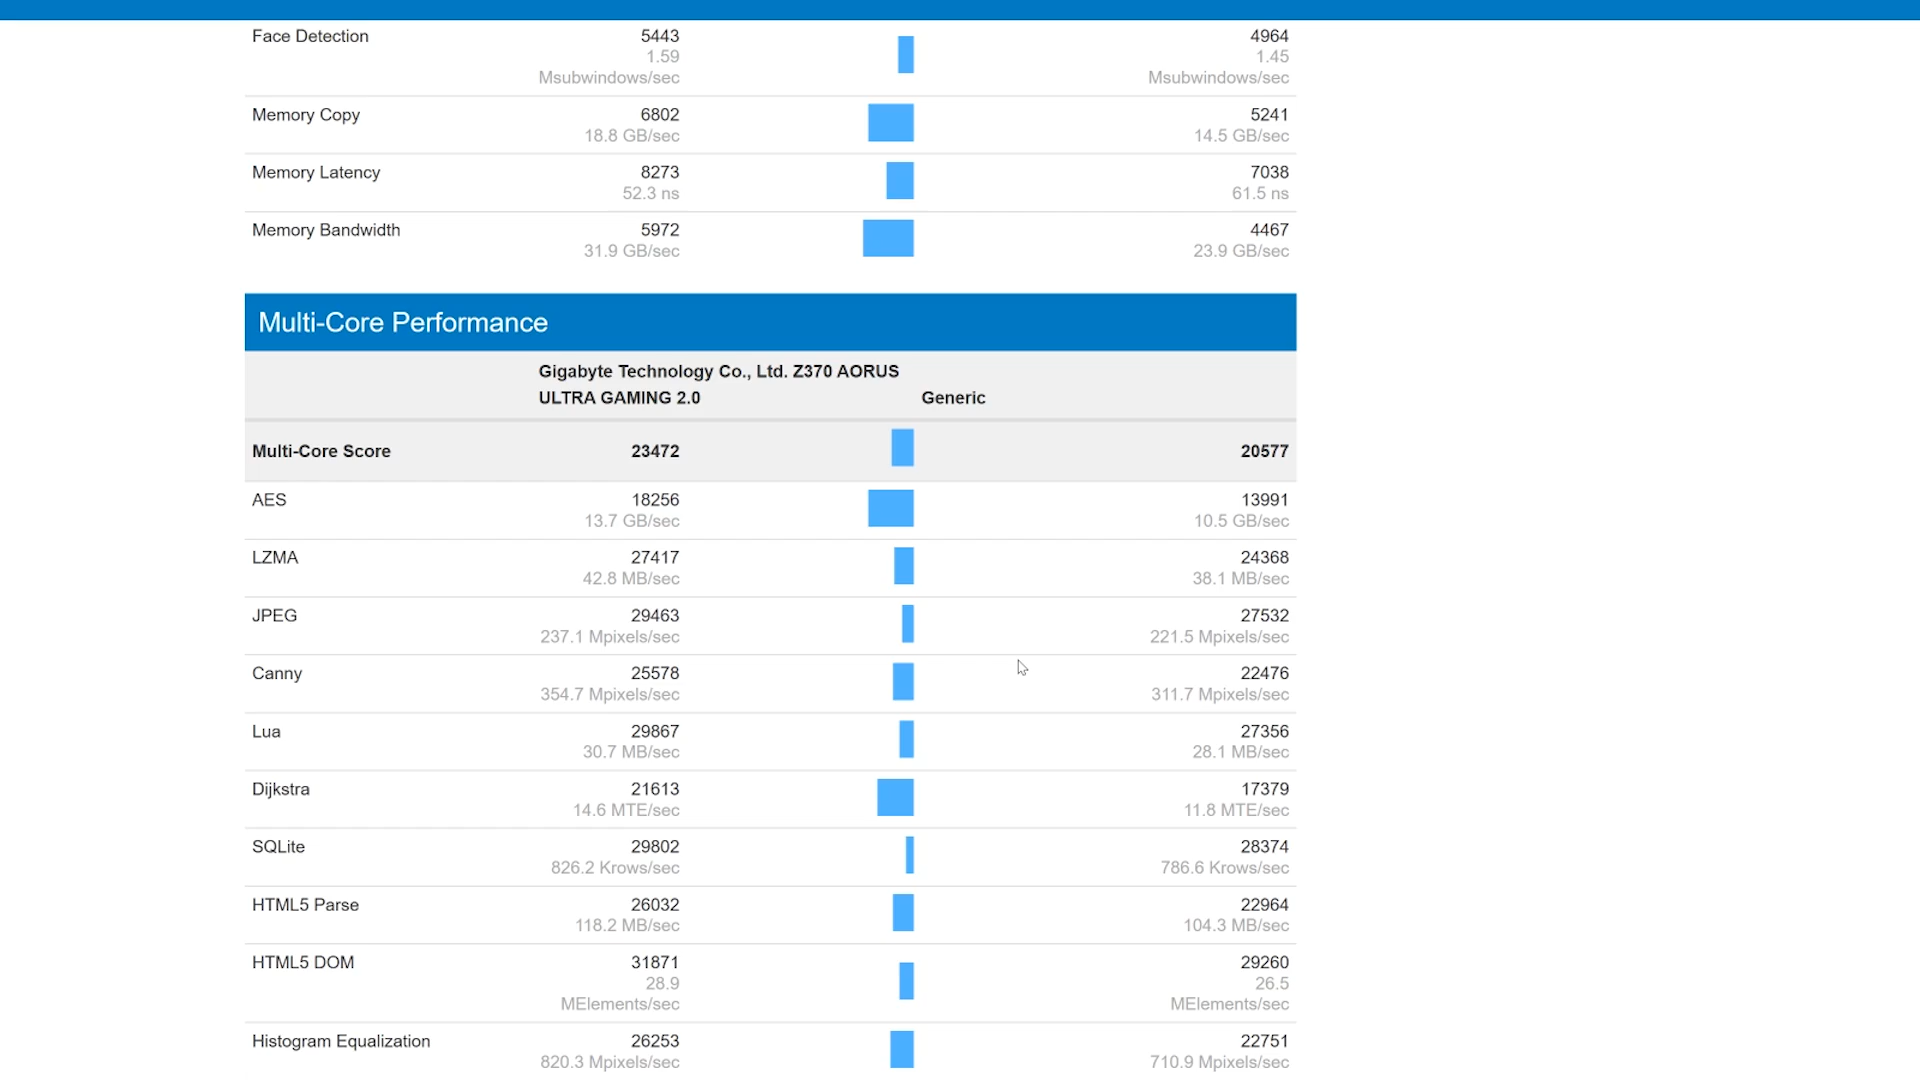 Face Detection 5443 4964
1.59 1.45
Msubwindows/sec Msubwindows/sec
Memory Copy 6802 5241
18.8 GB/sec 14.5 GB/sec
Memory Latency 8273 7038
52.3 ns 61.5 ns
Memory Bandwidth 5972 4467
31.9 GB/sec 23.9 GB/sec
Multi-Core Performance
Gigabyte Technology Co., Ltd. Z370 AORUS
ULTRA GAMING 2.0 Generic
Multi-Core Score 23472 20577
AES 18256 13991
13.7 GB/sec 10.5 GB/sec
LZMA 27417 24368
42.8 MB/sec 38.1 MB/sec
JPEG 29463 27532
237.1 Mpixels/sec 221.5 Mpixels/sec
Canny 25578 22476
354.7 Mpixels/sec 311.7 Mpixels/sec
Lua 29867 27356
30.7 MB/sec 28.1 MB/sec
Dijkstra 21613 17379
14.6 MTE/sec 11.8 MTE/sec
SQLite 29802 28374
826.2 Krows/sec 786.6 Krows/sec
HTML5 Parse 26032 22964
118.2 MB/sec 104.3 MB/sec
HTML5 DOM 31871 29260
28.9 26.5
MElements/sec MElements/sec
Histogram Equalization 26253 22751
820.3 Mpixels/sec 710.9 Mpixels/sec